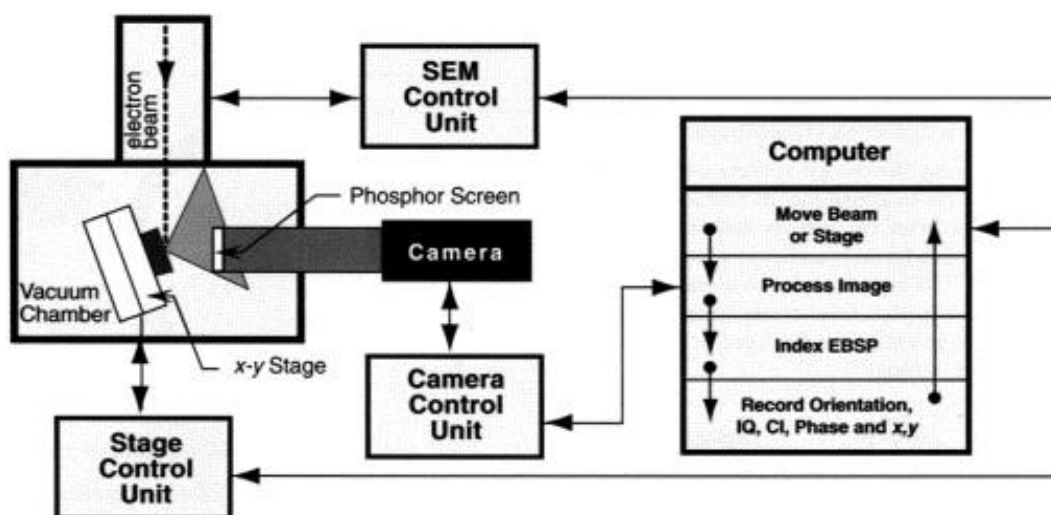 electron
beam
SEM
Control
Unit
Computer
Phosphor Screen
Move Beam
or Stage
Camera
Process Image
Vacuum
Chamber
Index EBSP
x-y Stage
Camera
Control
Unit
Record Orientation,
IQ, CI, Phase and x,y
Stage
Control
Unit